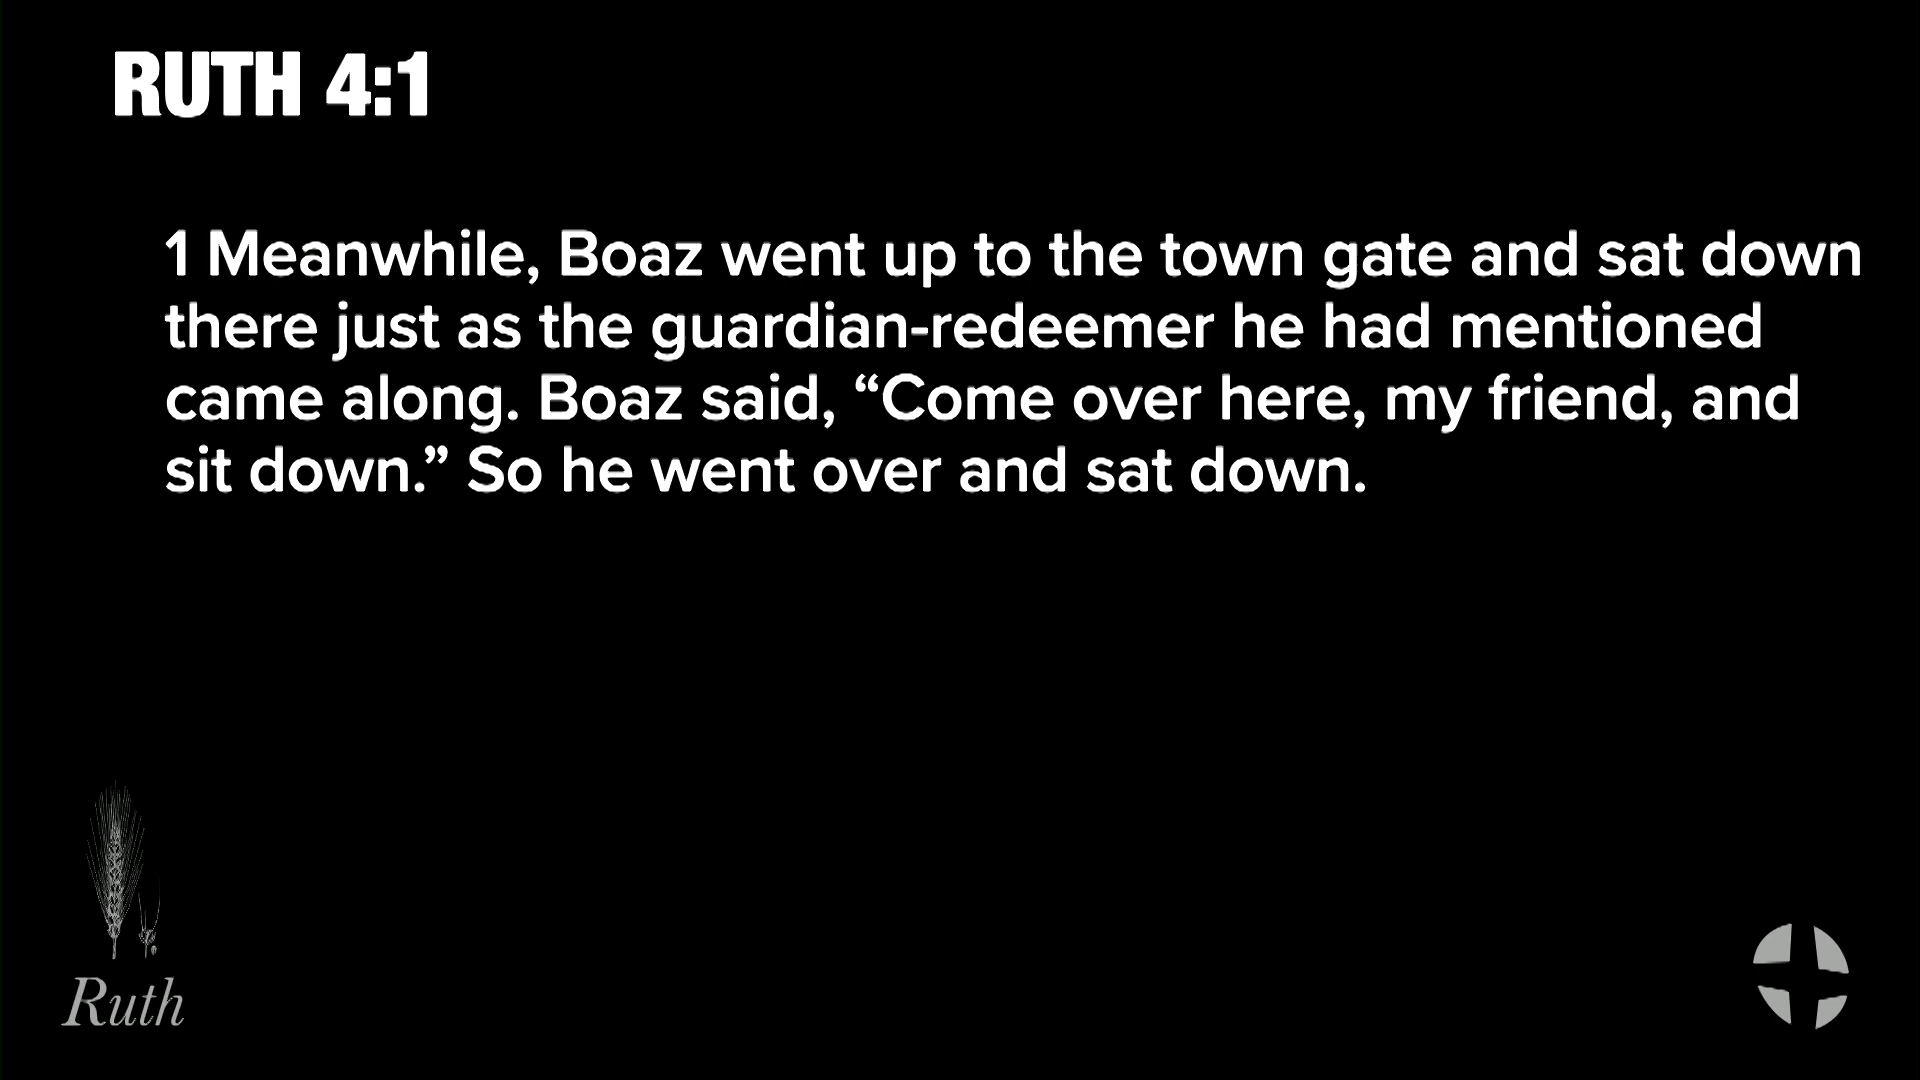 RUTH 4:1
1 Meanwhile, Boaz went up to the town gate and sat down
there just as the guardian-redeemer he had mentioned
came along. Boaz said, “Come over here, my friend, and
sit down.” So he went over and sat down.
Ruth